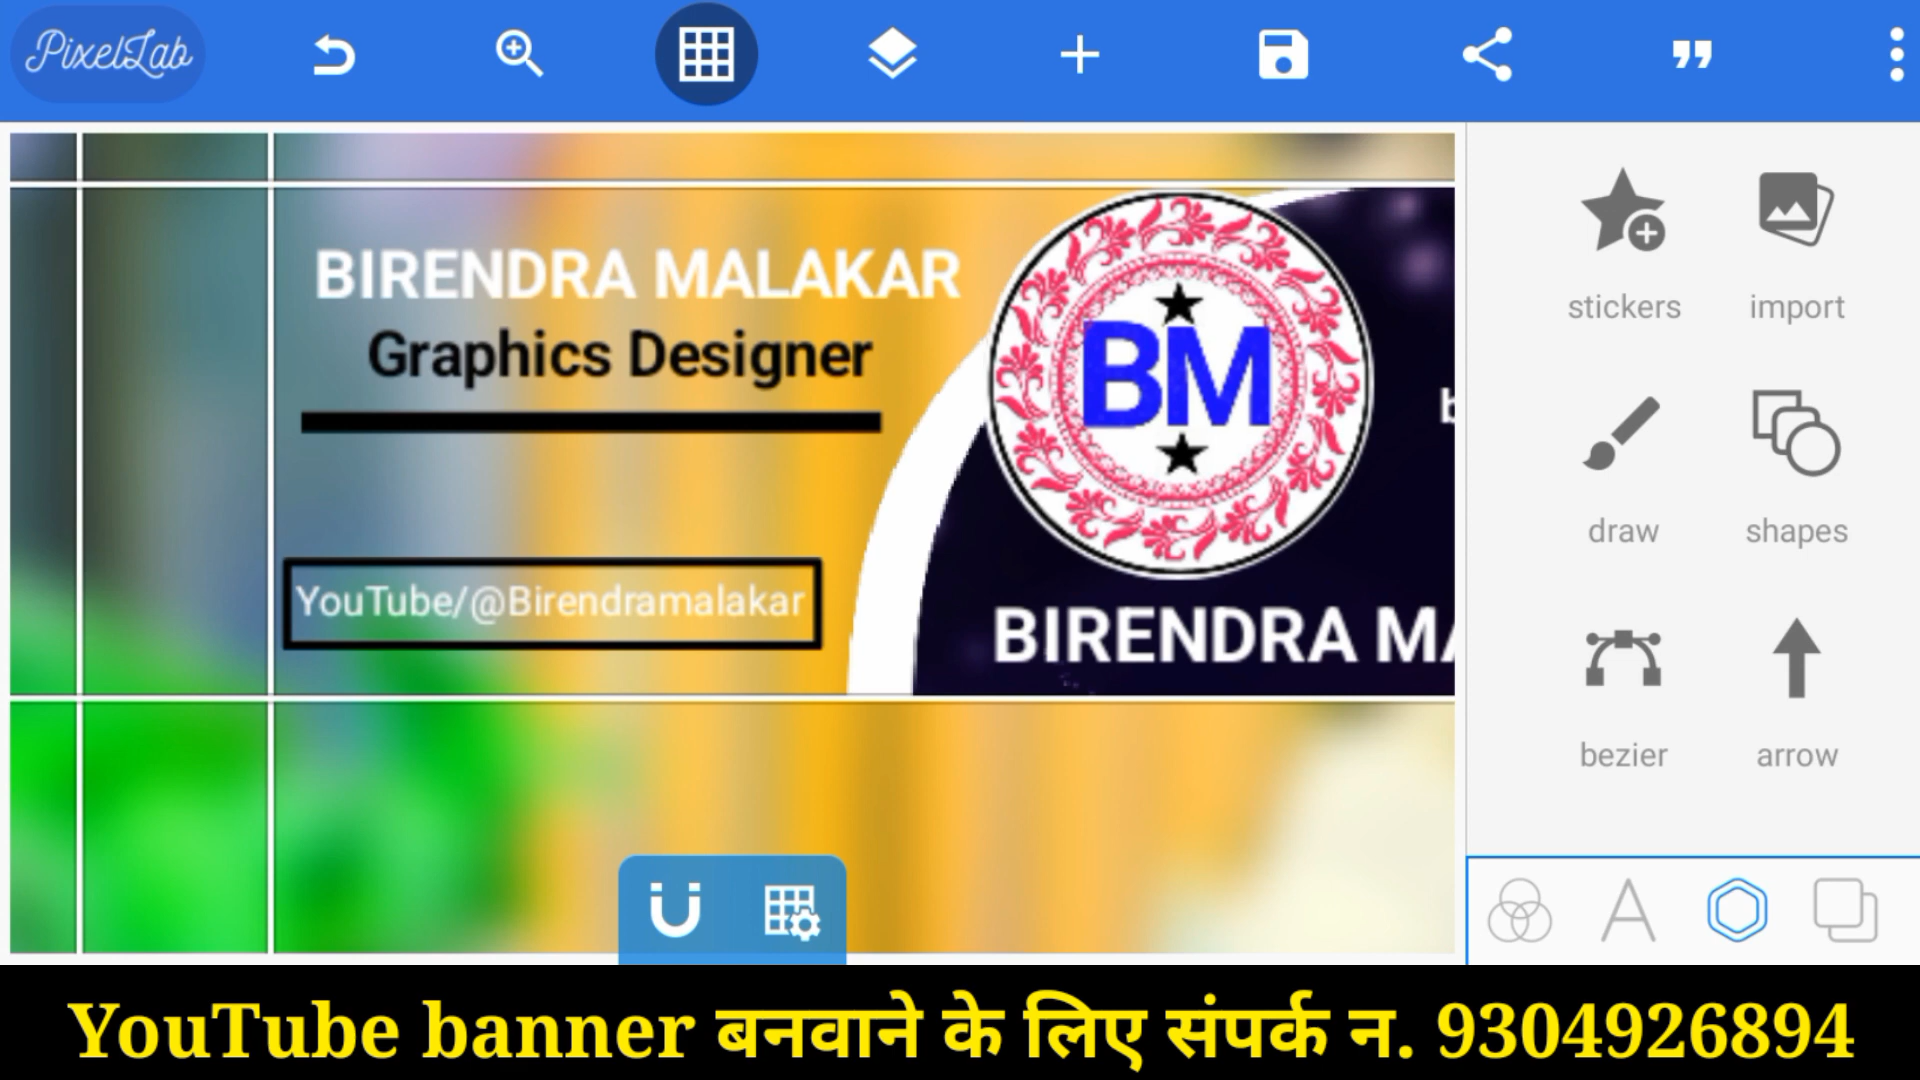 PixelLab
BIRENDRA MALAKAR
Graphics Designer
YouTube/@Birendramalakar
BM
b
BIRENDRA MA
stickers
import
draw
shapes
bezier
arrow
YouTube banner बनवाने के लिए संपर्क न. 9304926894